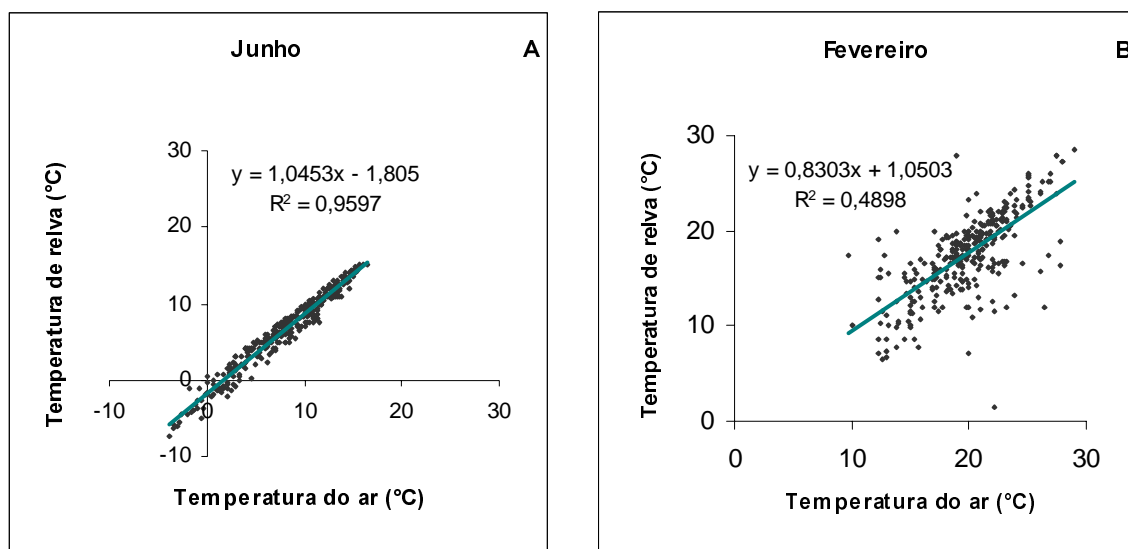 Junho
A
Temperatura de relva (°C)
30
20
10
0
-10
y = 1,0453x - 1,805
R² = 0,9597
-10
0
10
20
30
Temperatura do ar (°C)
Fevereiro
B
Temperatura de relva (°C)
30
20
10
0
y = 0,8303x + 1,0503
R² = 0,4898
0
10
20
30
Temperatura do ar (°C)